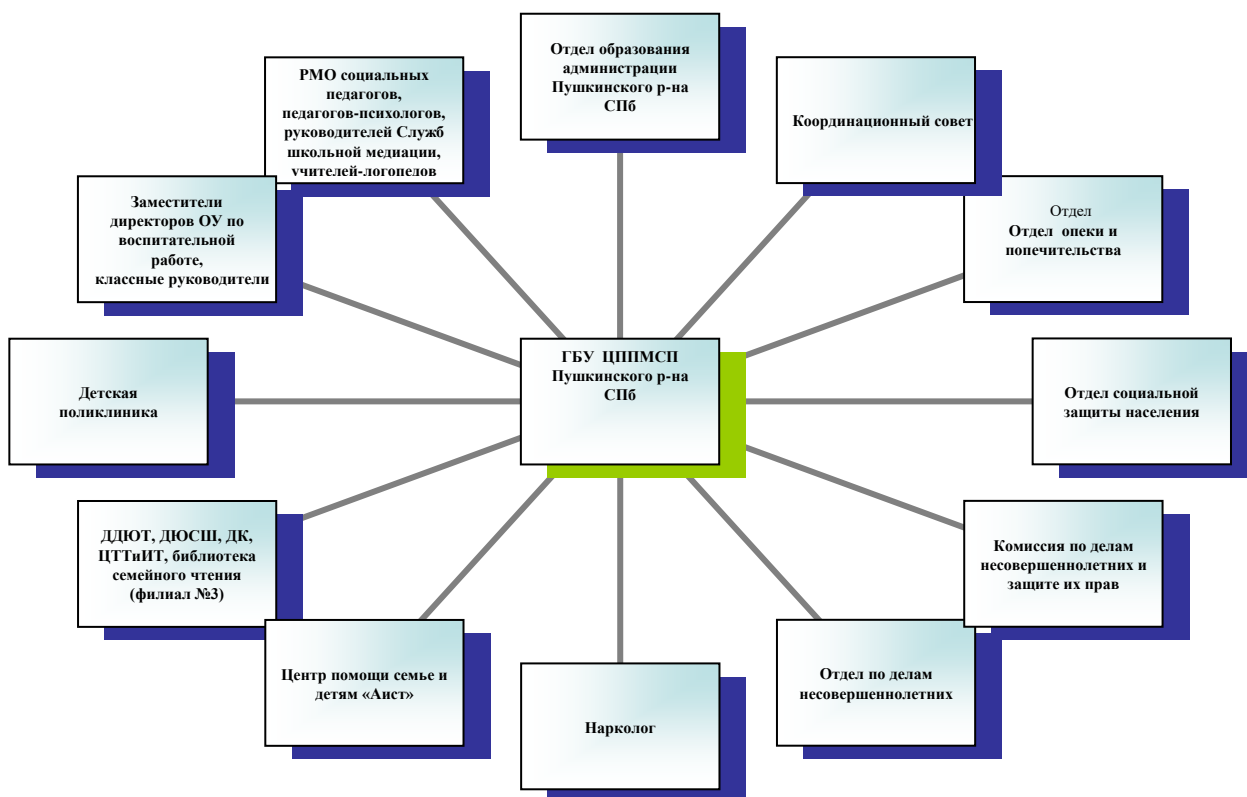 Отдел образования
администрации
Пушкинского р-на
СПб
Координационный совет
Отдел
Отдел опеки и
попечительства
Отдел социальной
защиты населения
Комиссия по делам
несовершеннолетних и
защите их прав
Отдел по делам
несовершеннолетних
Нарколог
Центр помощи семье и
детям «Аист»
ДДЮТ, ДЮСШ, ДК,
ЦТТиИТ, библиотека
семейного чтения
(филиал №3)
Детская
поликлиника
Заместители
директоров ОУ по
воспитательной
работе,
классные руководители
РМО социальных
педагогов,
педагогов-психологов,
руководителей Служб
школьной медиации,
учителей-логопедов
ГБУ ЦППМСП
Пушкинского р-на
СПб